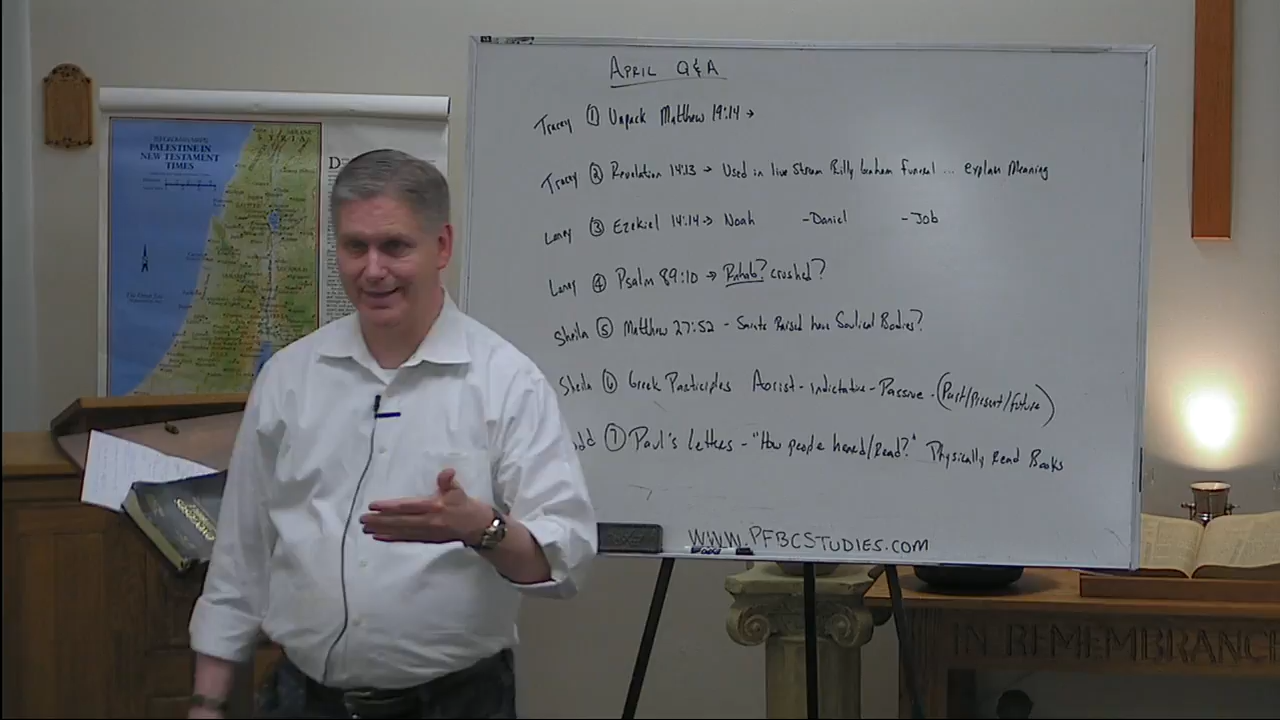 APRIL Q&A
Tracey ① Unpack Matthew 19:14 →
Tracey ② Revelation 14:13 → Used in live Stream Billy Graham Funeral ... explain Meaning
③ Ezekiel 14:14 → Noah - Daniel - Job
④ Psalm 89:10 → Rahab? crushed?
Sheila ⑤ Matthew 27:52 - Saints Raised have Soulical Bodies?
Sheila ⑥ Greek Participles Aorist - indictative - Passive - (Past/Present/Future)
⑦ Paul's Letters - "How people heard/Read?" Physically Read Books
WWW.PFBCSTUDIES.COM
PALESTINE IN
NEW TESTAMENT
TIMES
SYRIA
D
IN REMEMBRANCE